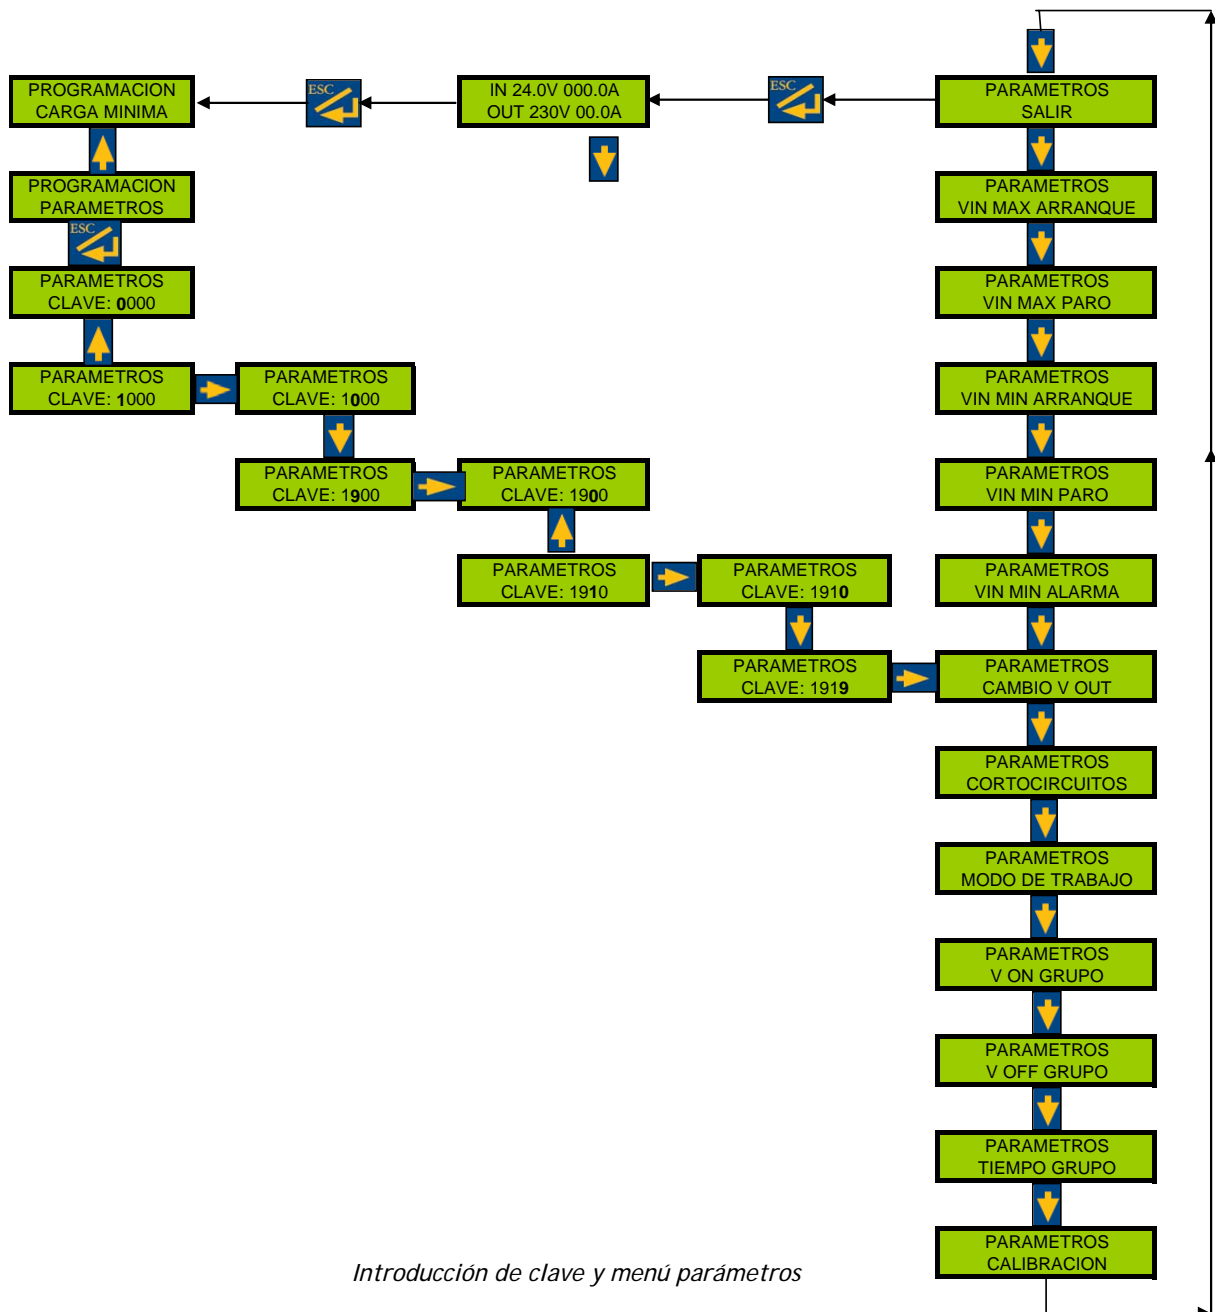 PROGRAMACION
CARGA MINIMA
ESC
IN 24.0V 000.0A
OUT 230V 00.0A
ESC
PARAMETROS
SALIR
PROGRAMACION
PARAMETROS
PARAMETROS
VIN MAX ARRANQUE
ESC
PARAMETROS
CLAVE: 0000
PARAMETROS
VIN MAX PARO
PARAMETROS
CLAVE: 1000
PARAMETROS
CLAVE: 1000
PARAMETROS
VIN MIN ARRANQUE
PARAMETROS
CLAVE: 1900
PARAMETROS
CLAVE: 1900
PARAMETROS
VIN MIN PARO
PARAMETROS
CLAVE: 1910
PARAMETROS
CLAVE: 1910
PARAMETROS
VIN MIN ALARMA
PARAMETROS
CLAVE: 1919
PARAMETROS
CAMBIO V OUT
PARAMETROS
CORTOCIRCUITOS
PARAMETROS
MODO DE TRABAJO
PARAMETROS
V ON GRUPO
PARAMETROS
V OFF GRUPO
PARAMETROS
TIEMPO GRUPO
PARAMETROS
CALIBRACION
Introducción de clave y menú parámetros